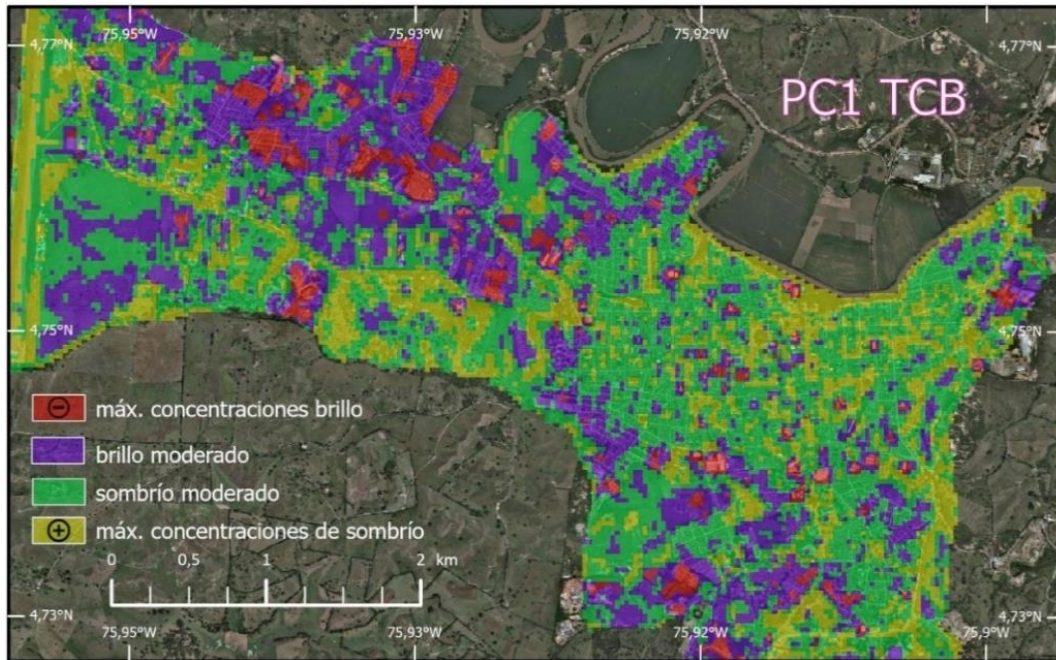 75,95°W 75,93°W 75,92°W
4,77°N 4,77°N
PC1 TCB
4,75°N 4,75°N
máx. concentraciones brillo
brillo moderado
sombrío moderado
máx. concentraciones de sombrío
0 0,5 1 2 km
4,73°N 4,73°N
75,95°W 75,93°W 75,92°W 75,9°W